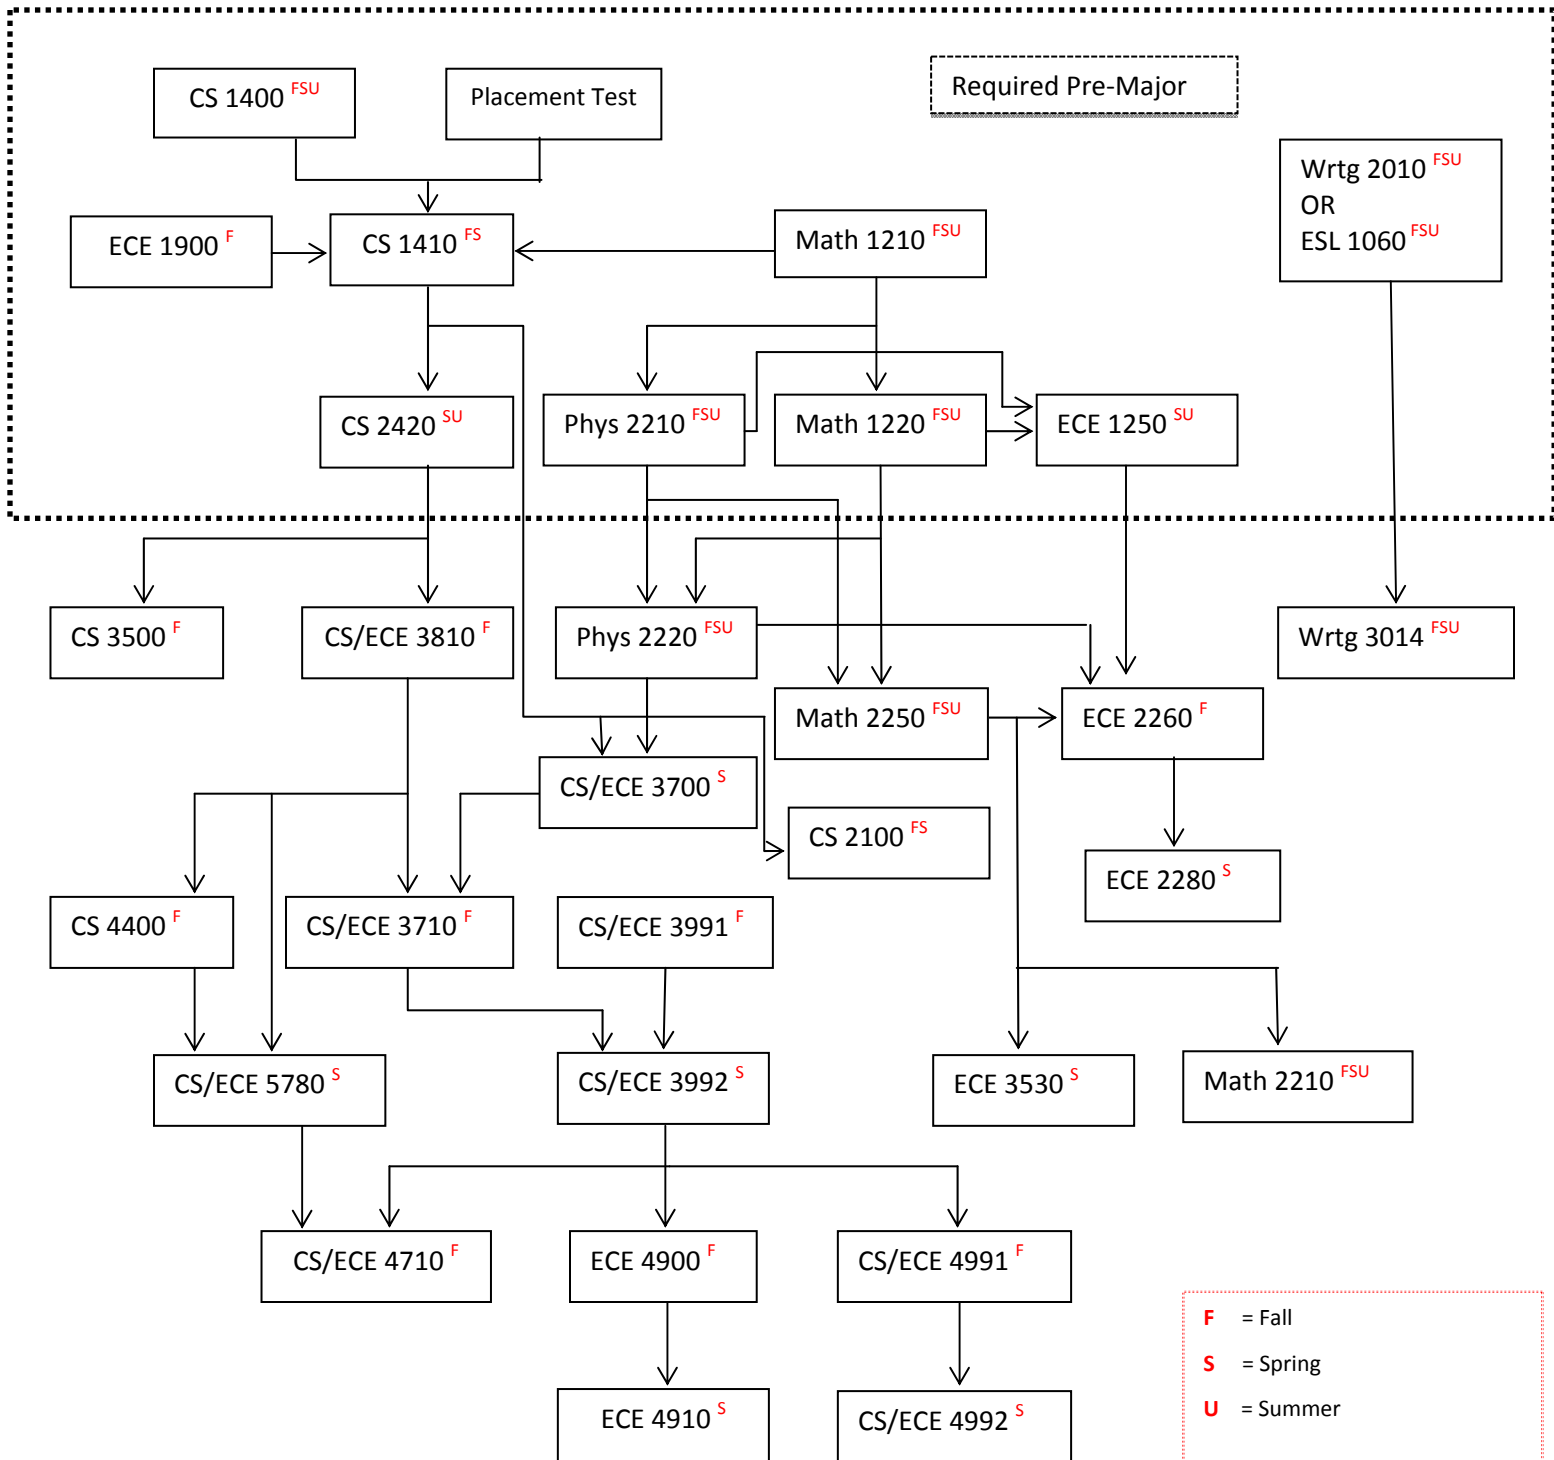 CS 1400 FSU
Placement Test
Required Pre-Major
Wrtg 2010 FSU
OR
ESL 1060 FSU
ECE 1900 F
CS 1410 FS
Math 1210 FSU
CS 2420 SU
Phys 2210 FSU
Math 1220 FSU
ECE 1250 SU
CS 3500 F
CS/ECE 3810 F
Phys 2220 FSU
Wrtg 3014 FSU
Math 2250 FSU
ECE 2260 F
CS/ECE 3700 S
CS 2100 FS
ECE 2280 S
CS 4400 F
CS/ECE 3710 F
CS/ECE 3991 F
CS/ECE 5780 S
CS/ECE 3992 S
ECE 3530 S
Math 2210 FSU
CS/ECE 4710 F
ECE 4900 F
CS/ECE 4991 F
F = Fall
S = Spring
U = Summer
ECE 4910 S
CS/ECE 4992 S